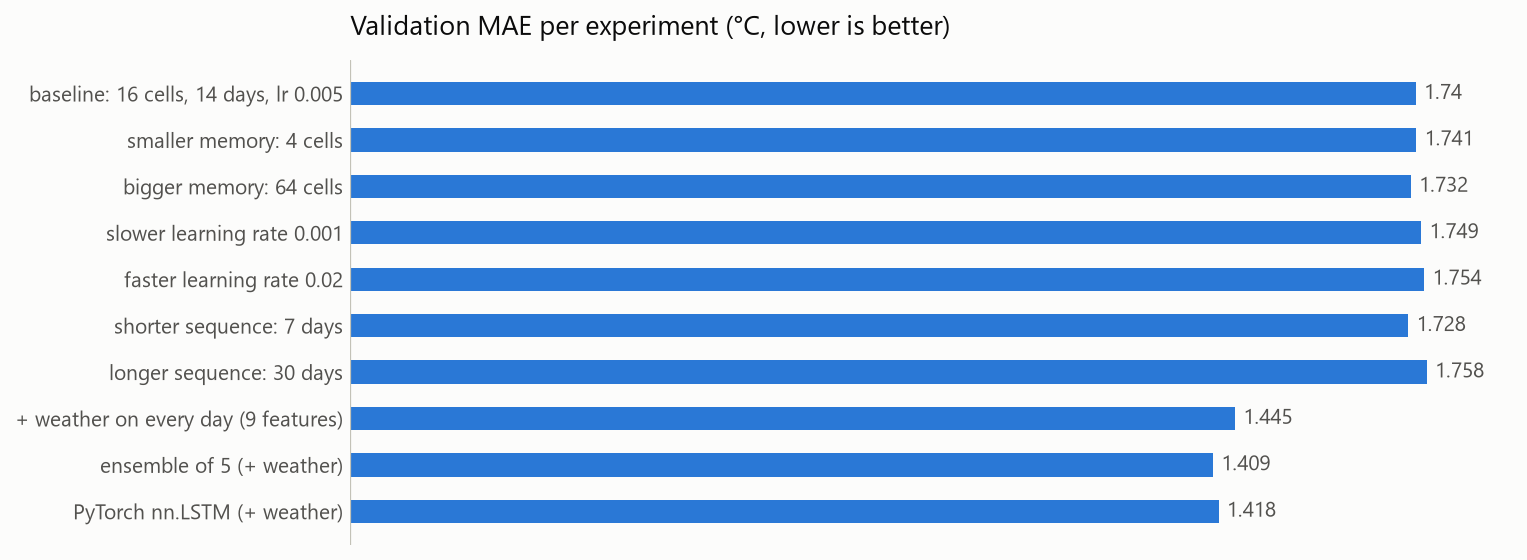 Validation MAE per experiment (°C, lower is better)
baseline: 16 cells, 14 days, lr 0.005 1.74
smaller memory: 4 cells 1.741
bigger memory: 64 cells 1.732
slower learning rate 0.001 1.749
faster learning rate 0.02 1.754
shorter sequence: 7 days 1.728
longer sequence: 30 days 1.758
+ weather on every day (9 features) 1.445
ensemble of 5 (+ weather) 1.409
PyTorch nn.LSTM (+ weather) 1.418